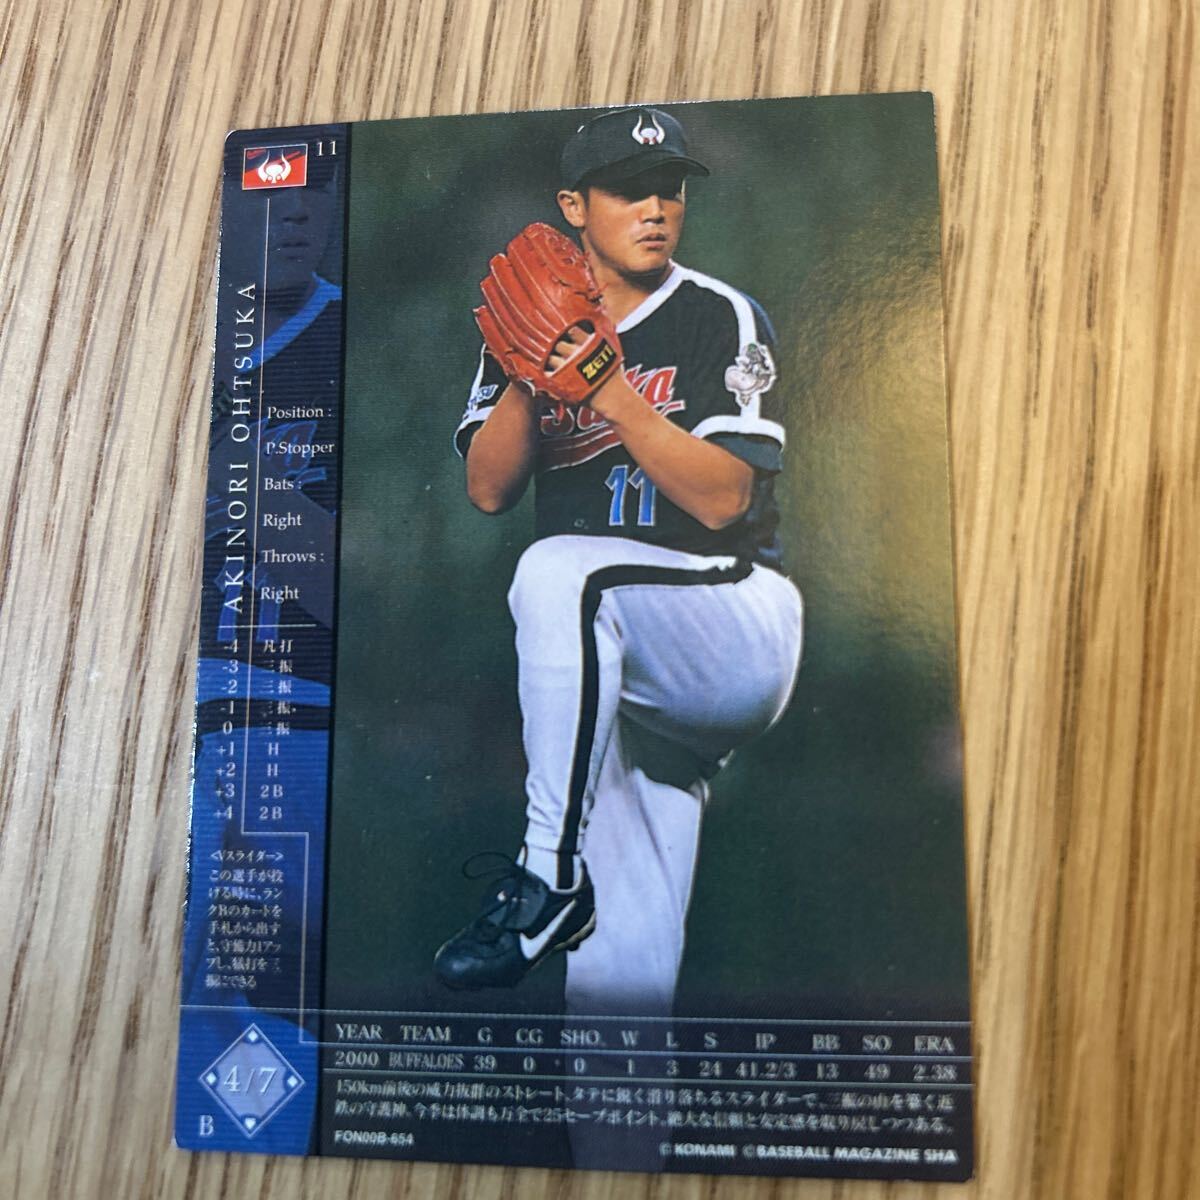 11
AKINORI OHTSUKA
Position :
P.Stopper
Bats :
Right
Throws :
Right
-4 凡打
-3 三振
-2 三振
-1 三振
0 三振
+1 H
+2 H
+3 2B
+4 2B
<Vスライダー>
この選手が投
げる時に、ラン
クBのカードを
手札から出す
と、守備力1アッ
プし、猛打を三
振にできる
4/7
B
ZETT
11
YEAR TEAM G CG SHO. W L S IP BB SO ERA
2000 BUFFALOES 39 0 0 1 3 24 41.2/3 13 49 2.38
150km前後の威力抜群のストレート、タテに鋭く滑り落ちるスライダーで、三振の山を築く近
鉄の守護神。今季は体調も万全で25セーブポイント。絶大な信頼と安定感を取り戻しつつある。
FON00B-654
© KONAMI © BASEBALL MAGAZINE SHA